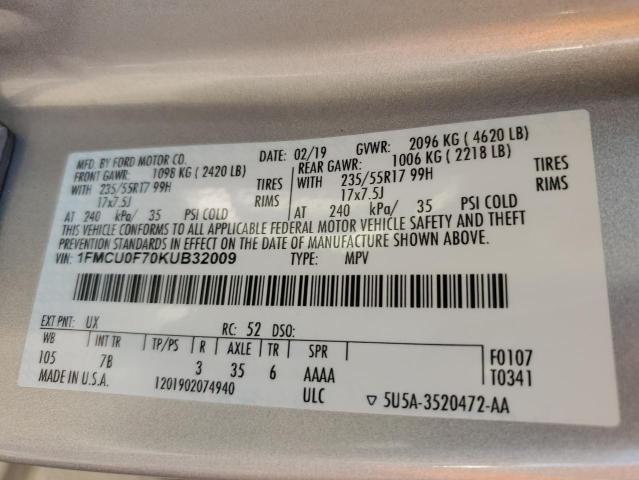 MFD. BY FORD MOTOR CO.
DATE: 02/19 GVWR: 2096 KG ( 4620 LB)
FRONT GAWR: 1098 KG ( 2420 LB)
WITH 235/55R17 99H TIRES
17x7.5J RIMS
AT 240 kPa/ 35 PSI COLD
REAR GAWR: 1006 KG ( 2218 LB)
WITH 235/55R17 99H TIRES
17x7.5J RIMS
AT 240 kPa/ 35 PSI COLD
THIS VEHICLE CONFORMS TO ALL APPLICABLE FEDERAL MOTOR VEHICLE SAFETY AND THEFT
PREVENTION STANDARDS IN EFFECT ON THE DATE OF MANUFACTURE SHOWN ABOVE.
VIN: 1FMCU0F70KUB32009 TYPE: MPV
EXT PNT: UX RC: 52 DSO:
WB INT TR TP/PS R AXLE TR SPR
105 7B 3 35 6 AAAA
F0107
T0341
MADE IN U.S.A. 1201902074940 ULC ▽ 5U5A-3520472-AA